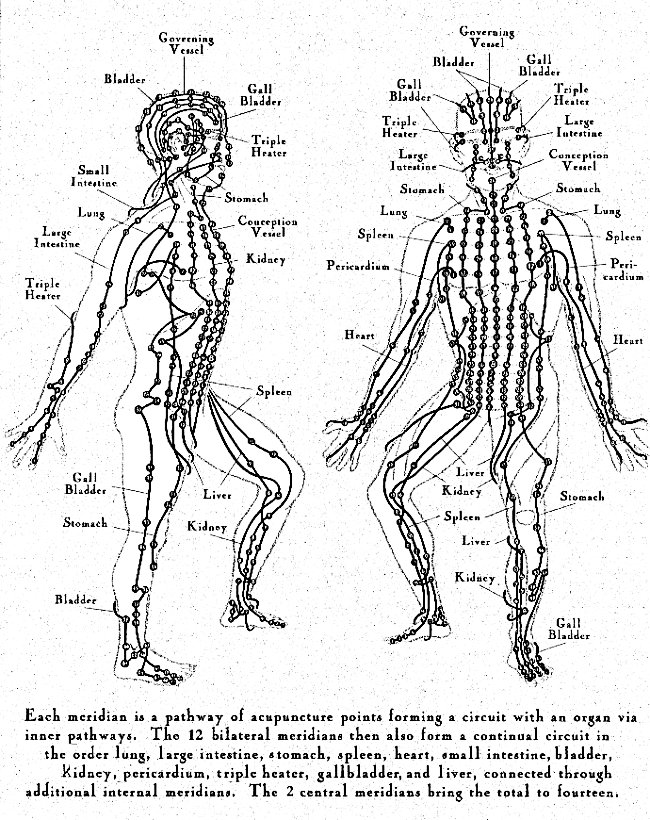 Governing
Vessel
Bladder
Gall
Bladder
Triple
Heater
Small
Intestine
Stomach
Lung
Conception
Vessel
Large
Intestine
Kidney
Triple
Heater
Spleen
Gall
Bladder
Liver
Stomach
Kidney
Bladder
Governing
Vessel
Bladder
Gall
Bladder
Gall
Bladder
Triple
Heater
Triple
Heater
Large
Intestine
Large
Intestine
Conception
Vessel
Stomach
Stomach
Lung
Lung
Spleen
Spleen
Pericardium
Peri-
cardium
Heart
Heart
Liver
Kidney
Stomach
Spleen
Liver
Kidney
Gall
Bladder
Each meridian is a pathway of acupuncture points forming a circuit with an organ via
inner pathways. The 12 bilateral meridians then also form a continual circuit in
the order lung, large intestine, stomach, spleen, heart, small intestine, bladder,
kidney, pericardium, triple heater, gallbladder, and liver, connected through
additional internal meridians. The 2 central meridians bring the total to fourteen.